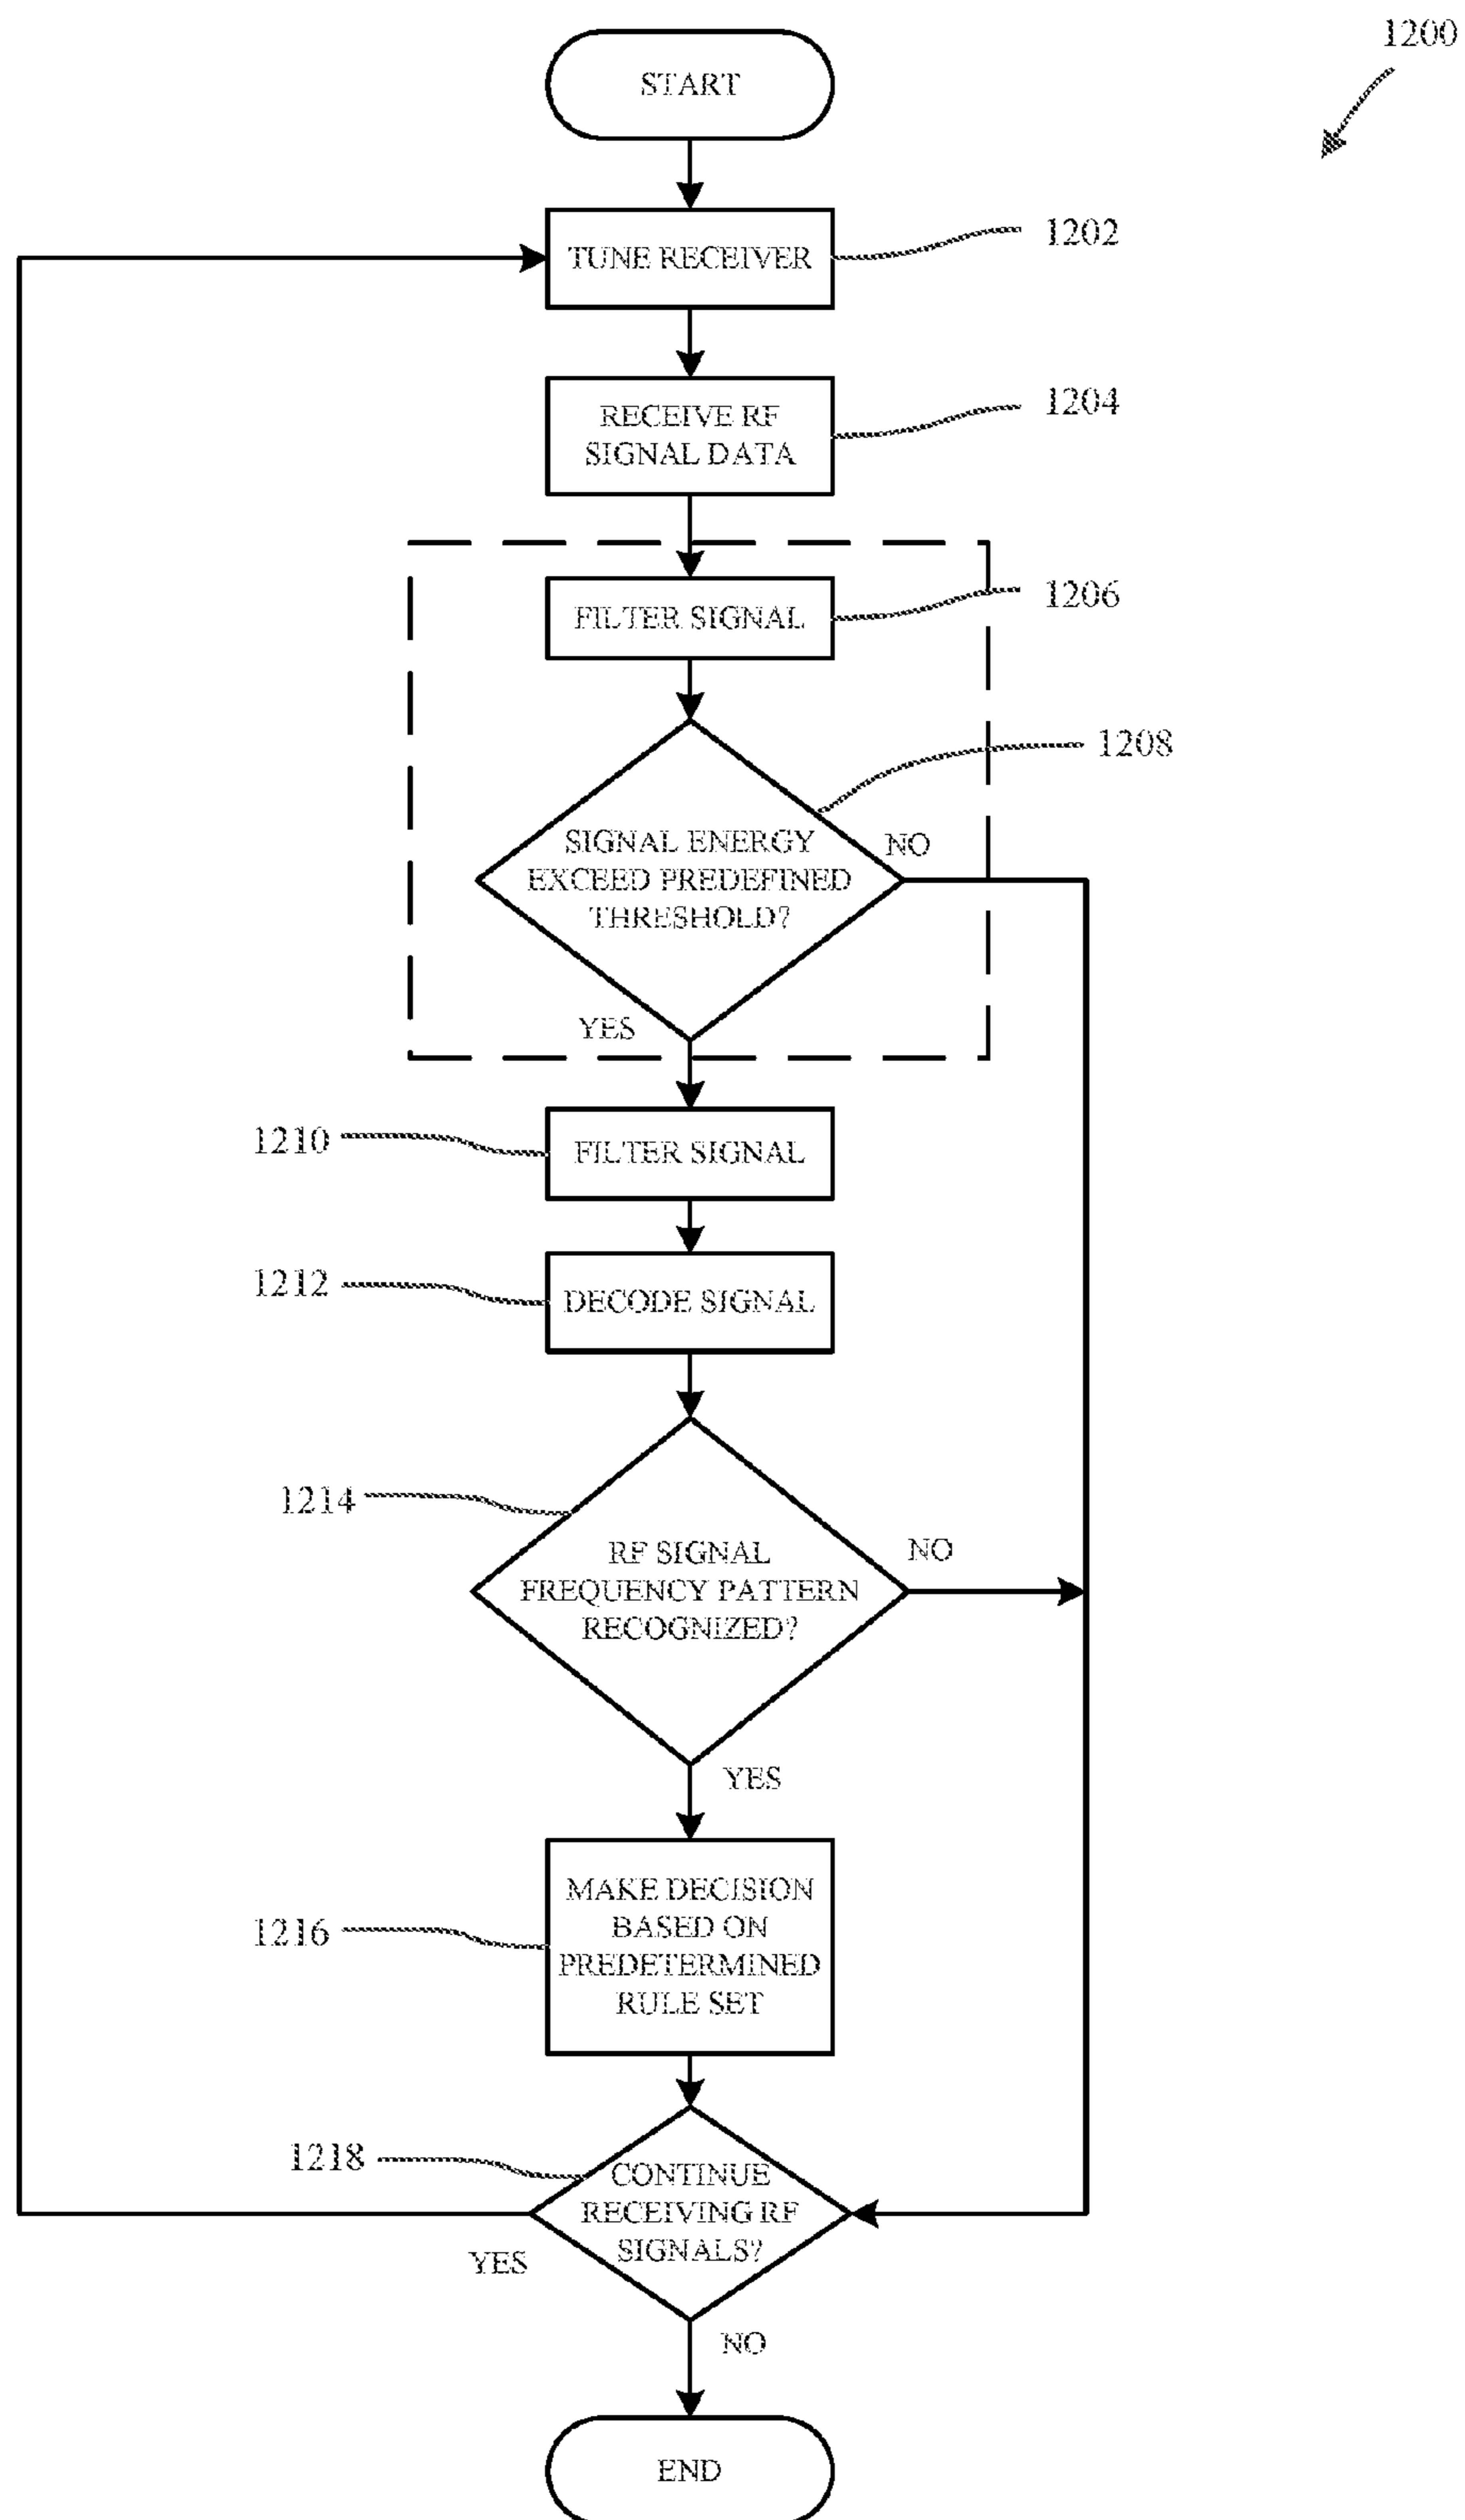 1200
START
TUNE RECEIVER
1202
RECEIVE RF
SIGNAL DATA
1204
FILTER SIGNAL
1206
1208
SIGNAL ENERGY
EXCEED PREDEFINED
THRESHOLD?
NO
YES
1210
FILTER SIGNAL
1212
DECODE SIGNAL
1214
RF SIGNAL
FREQUENCY PATTERN
RECOGNIZED?
NO
YES
1216
MAKE DECISION
BASED ON
PREDETERMINED
RULE SET
1218
CONTINUE
RECEIVING RF
SIGNALS?
YES
NO
END